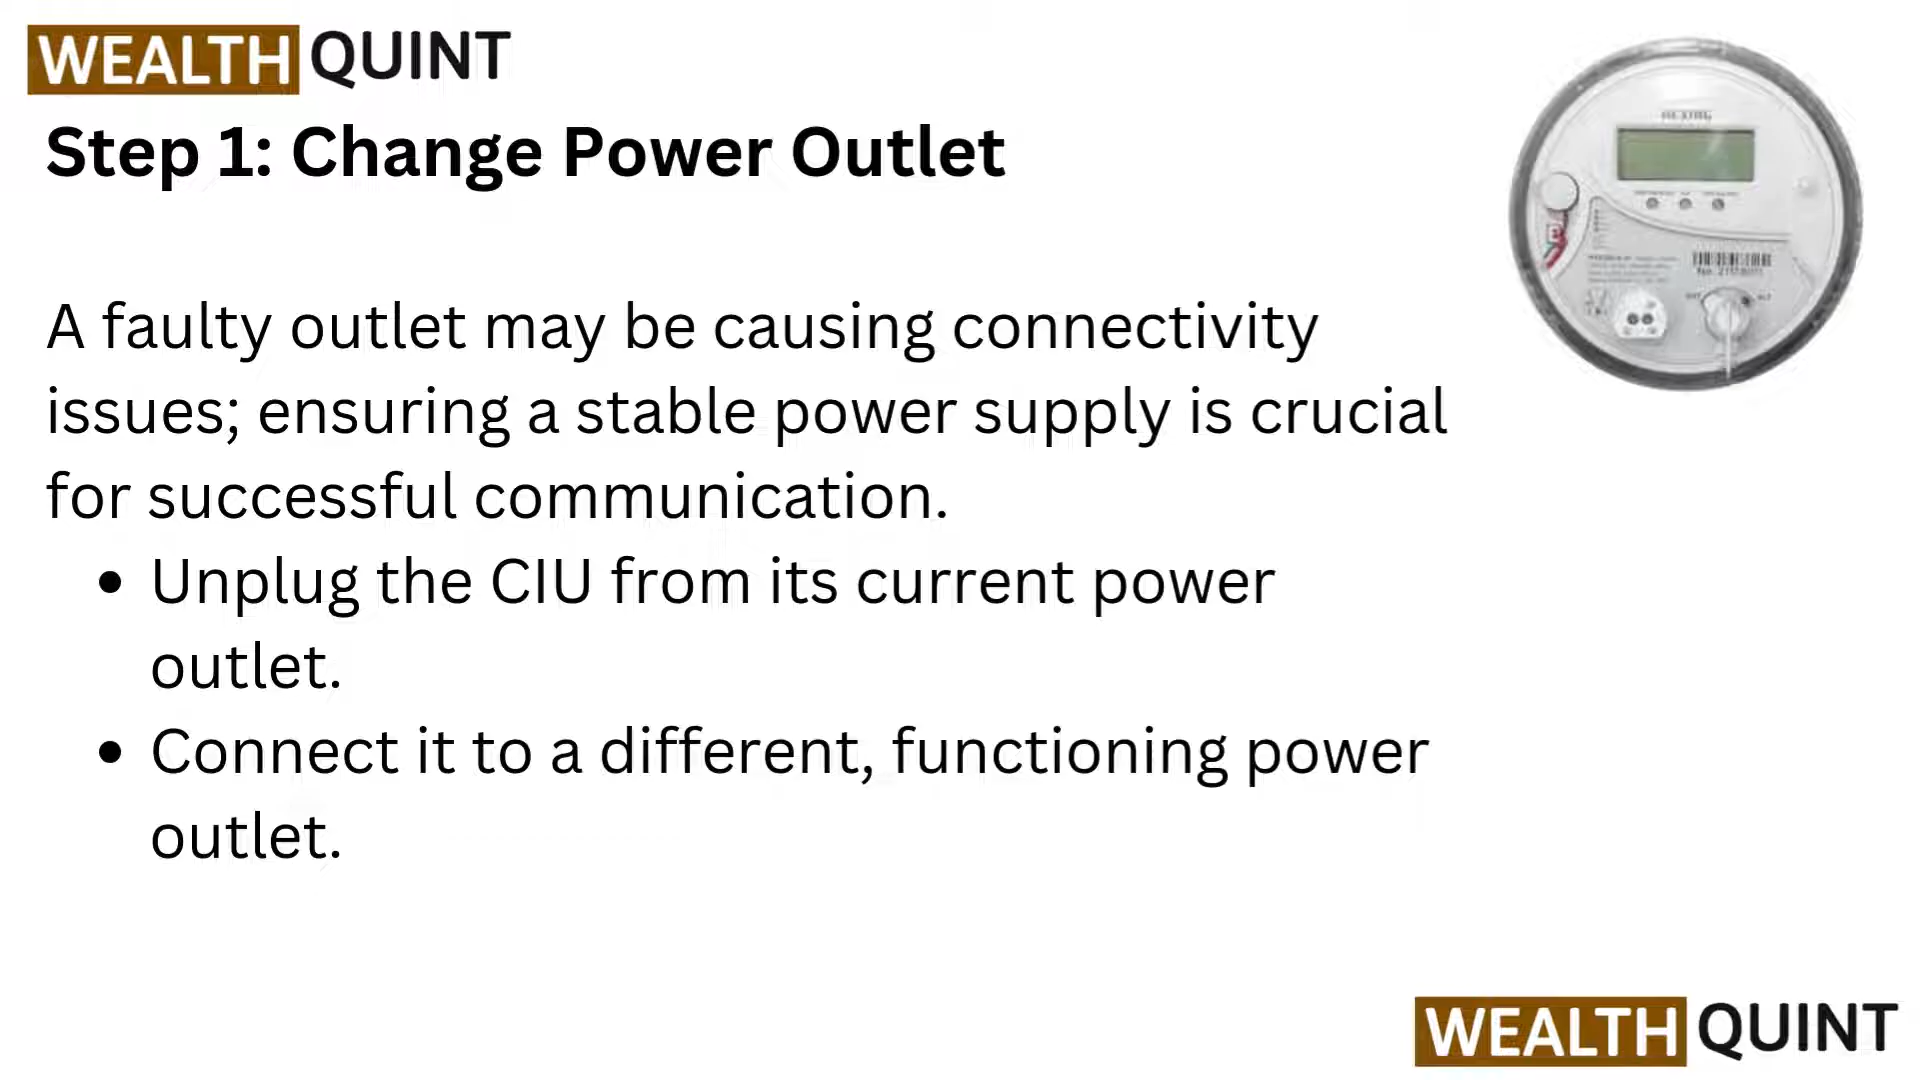 WEALTH QUINT
Step 1: Change Power Outlet
A faulty outlet may be causing connectivity
issues; ensuring a stable power supply is crucial
for successful communication.
• Unplug the CIU from its current power
outlet.
• Connect it to a different, functioning power
outlet.
WEALTH QUINT